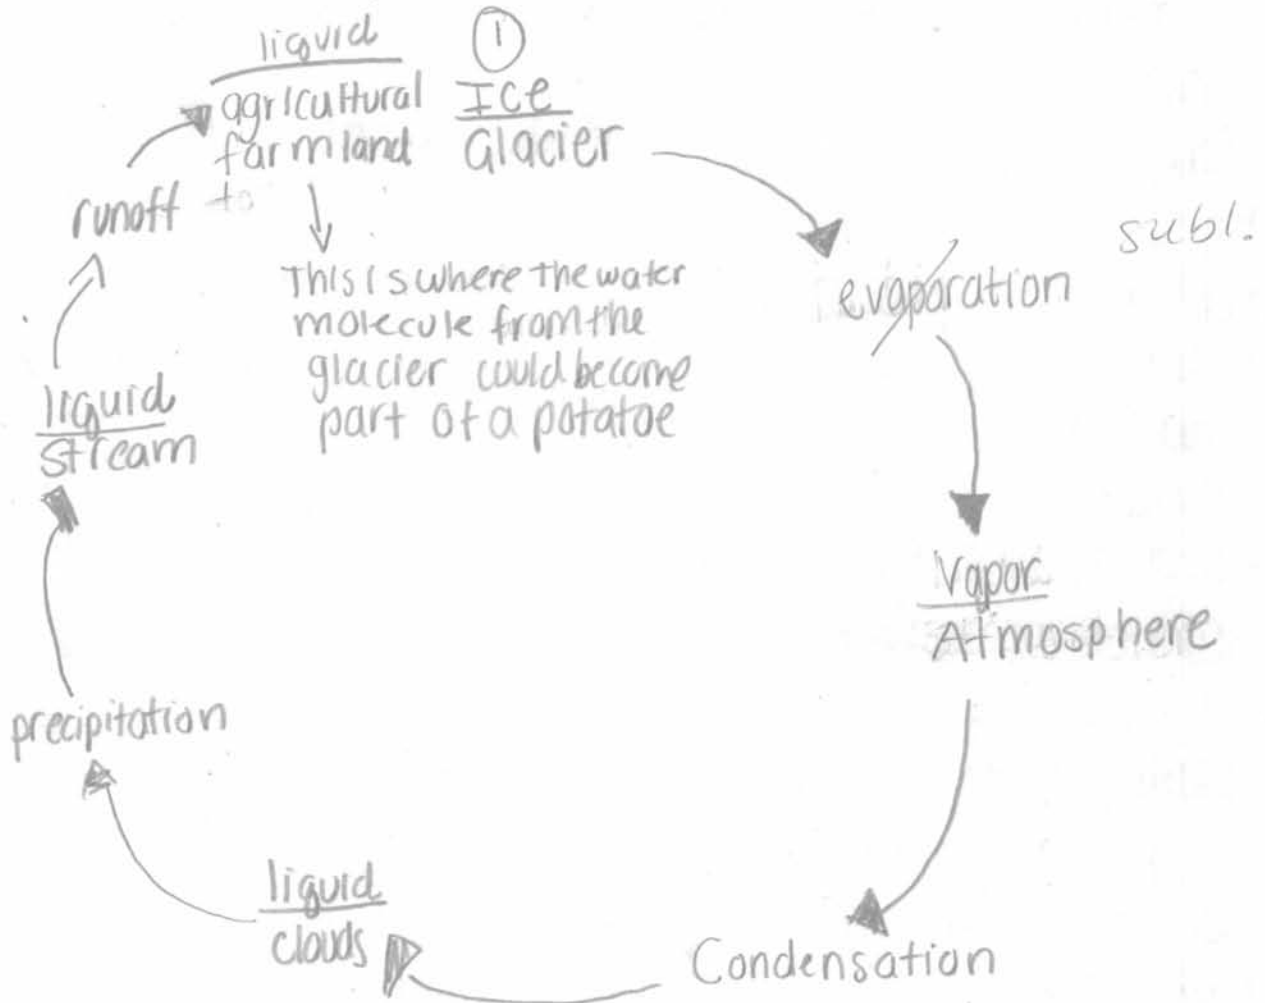 ①
Ice
Glacier
evaporation
subl.
Vapor
Atmosphere
Condensation
liquid
clouds
precipitation
liquid
stream
runoff to
liquid
agricultural
farmland
This is where the water
molecule from the
glacier could become
part of a potatoe